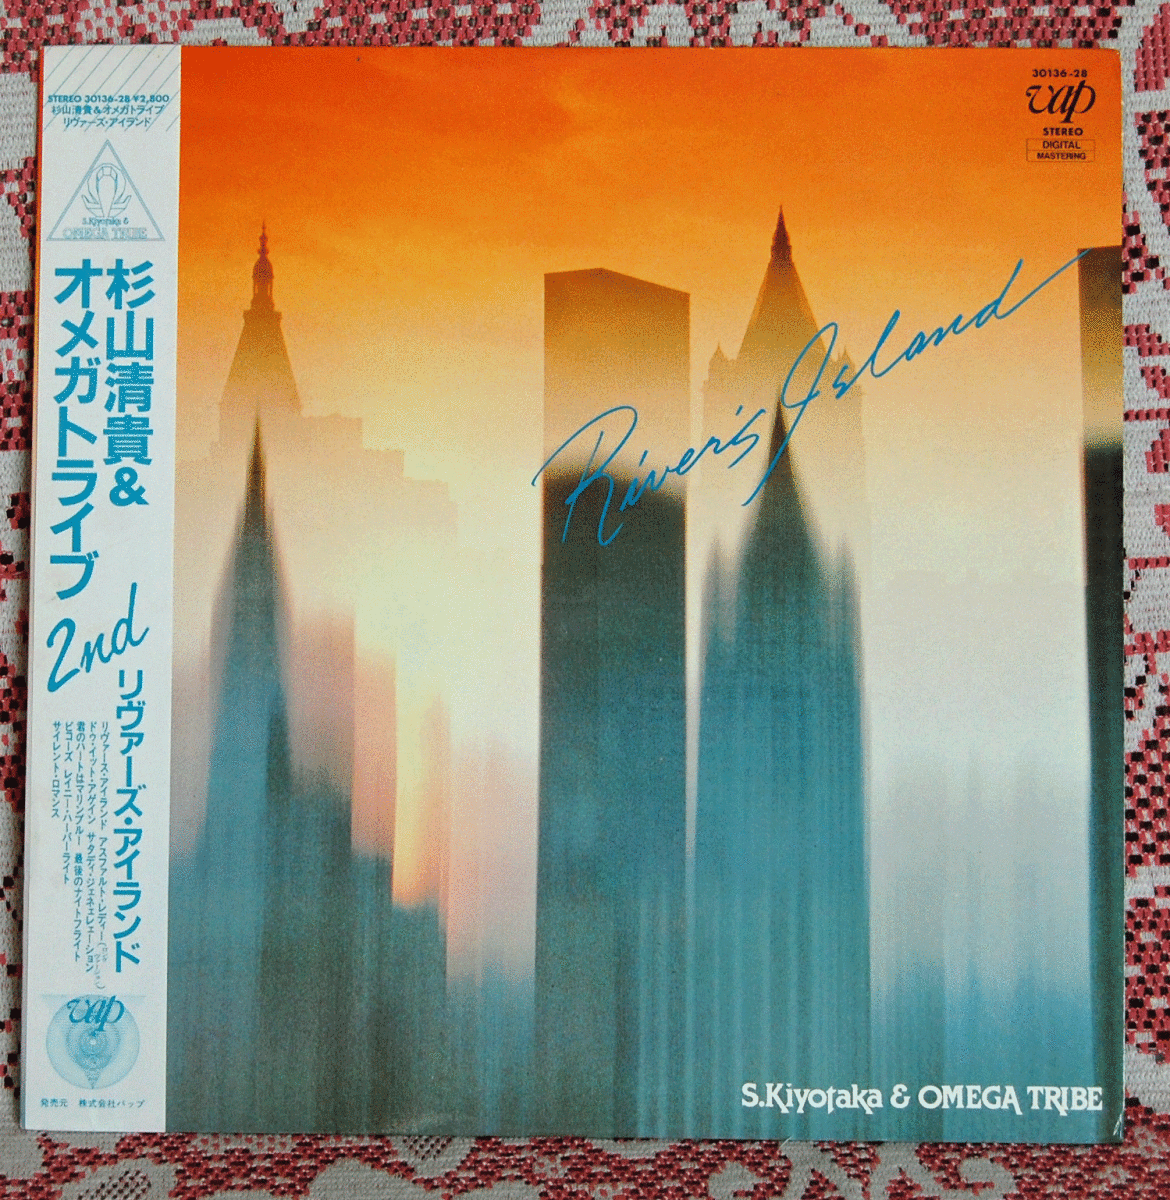 STEREO 30136-28 ¥2,800
杉山清貴&オメガトライブ
リヴァーズ・アイランド
S.Kiyotaka &
OMEGA TRIBE
杉山清貴&
オメガトライブ
2nd
リヴァーズ・アイランド
リヴァース・アイランド アスファルト・レディー
ドゥ・イット・アゲイン サタディ・ジェネェレェーション
君のハートはマリンブルー 最後のナイトフライト
ビコーズ レイニー・ハーバーライト
サイレント・ロマンス
vap
発売元 株式会社バップ
30136-28
vap
STEREO
DIGITAL
MASTERING
River's Island
S.Kiyotaka & OMEGA TRIBE